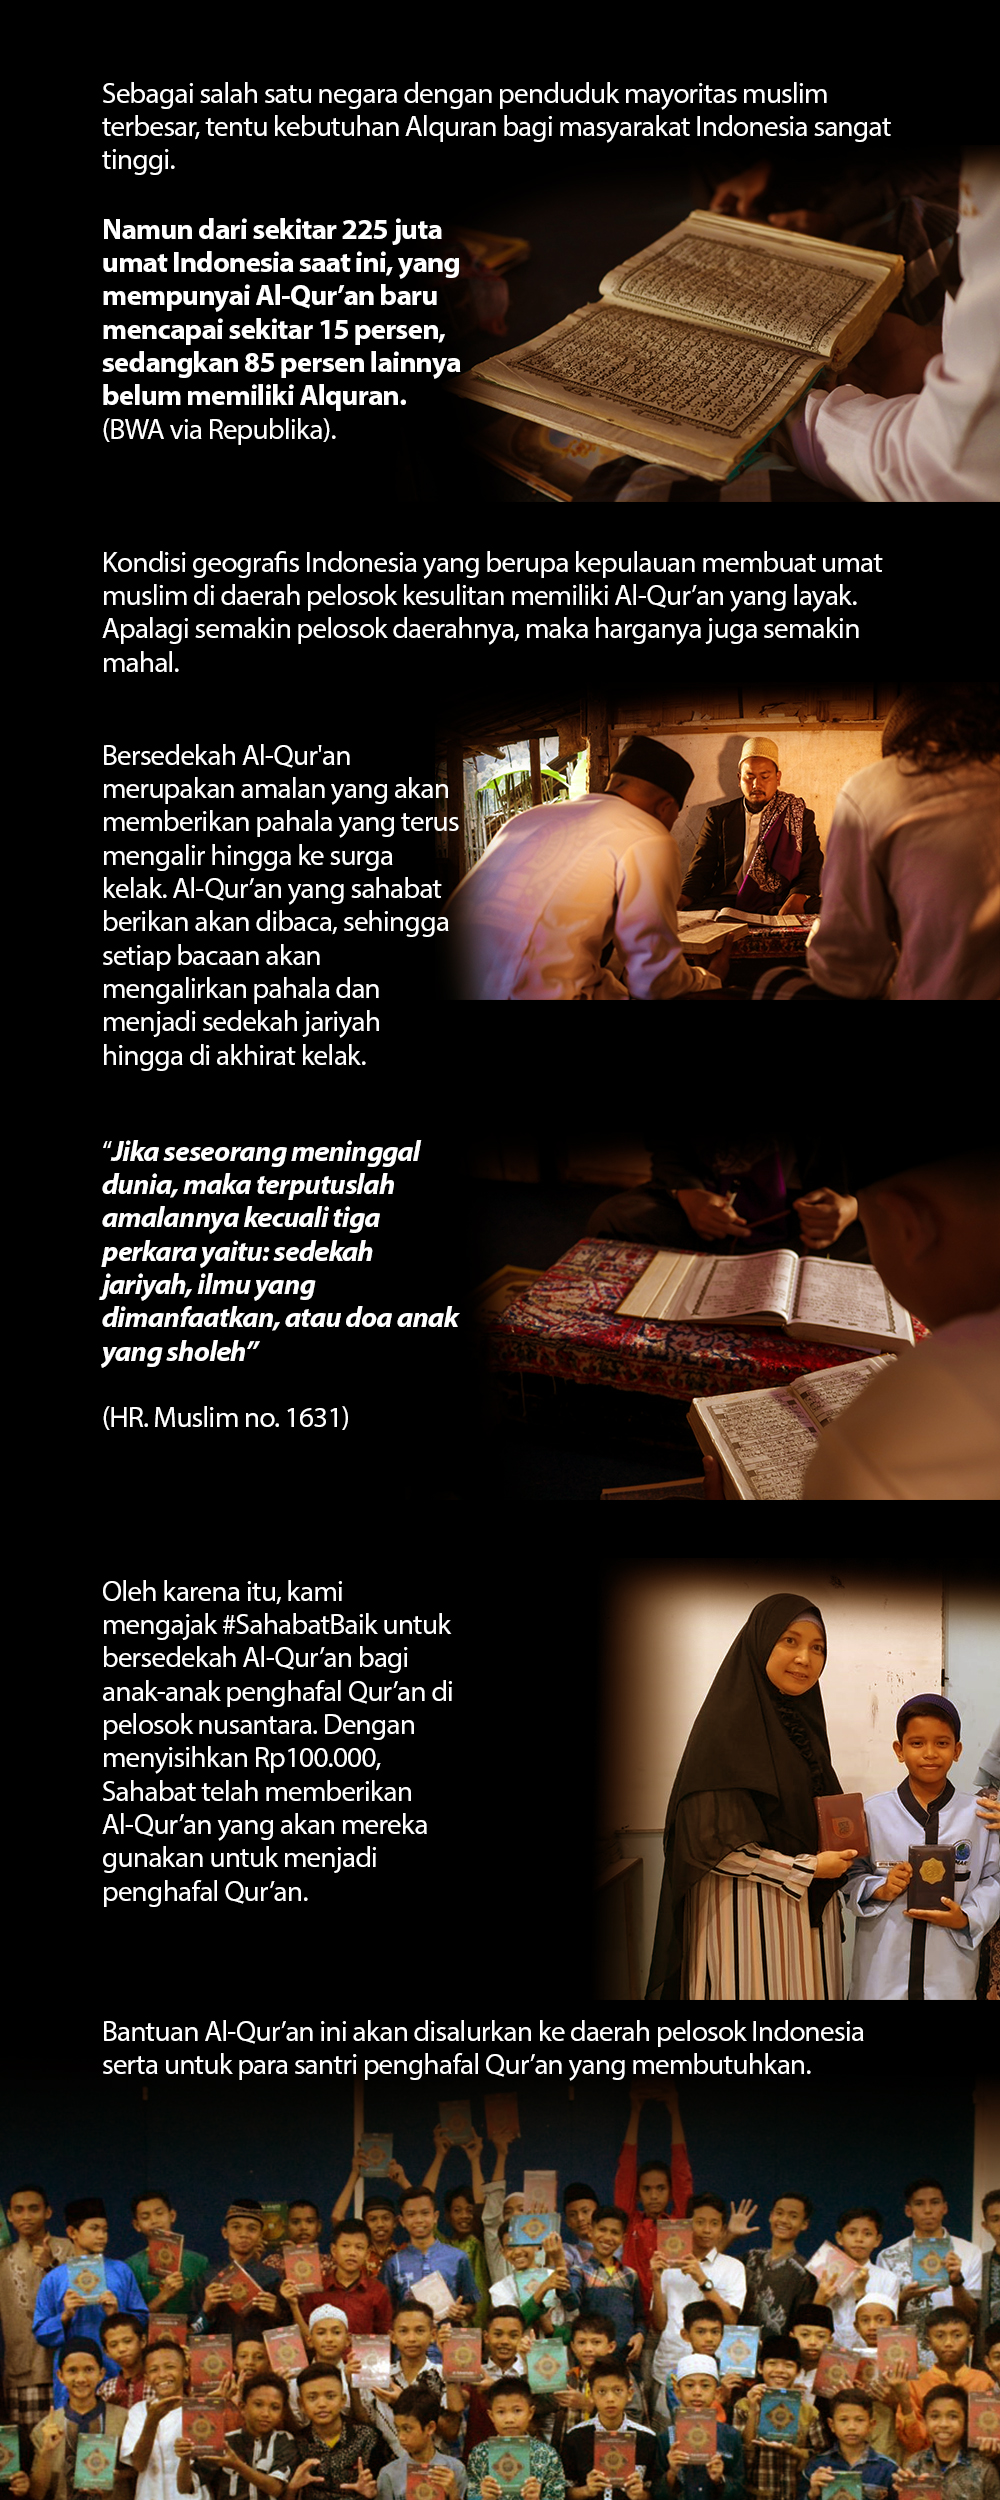 Sebagai salah satu negara dengan penduduk mayoritas muslim
terbesar, tentu kebutuhan Alquran bagi masyarakat Indonesia sangat
tinggi.
Namun dari sekitar 225 juta
umat Indonesia saat ini, yang
mempunyai Al-Qur’an baru
mencapai sekitar 15 persen,
sedangkan 85 persen lainnya
belum memiliki Alquran.
(BWA via Republika).
Kondisi geografis Indonesia yang berupa kepulauan membuat umat
muslim di daerah pelosok kesulitan memiliki Al-Qur’an yang layak.
Apalagi semakin pelosok daerahnya, maka harganya juga semakin
mahal.
Bersedekah Al-Qur'an
merupakan amalan yang akan
memberikan pahala yang terus
mengalir hingga ke surga
kelak. Al-Qur’an yang sahabat
berikan akan dibaca, sehingga
setiap bacaan akan
mengalirkan pahala dan
menjadi sedekah jariyah
hingga di akhirat kelak.
“Jika seseorang meninggal
dunia, maka terputuslah
amalannya kecuali tiga
perkara yaitu: sedekah
jariyah, ilmu yang
dimanfaatkan, atau doa anak
yang sholeh”
(HR. Muslim no. 1631)
Oleh karena itu, kami
mengajak #SahabatBaik untuk
bersedekah Al-Qur’an bagi
anak-anak penghafal Qur’an di
pelosok nusantara. Dengan
menyisihkan Rp100.000,
Sahabat telah memberikan
Al-Qur’an yang akan mereka
gunakan untuk menjadi
penghafal Qur’an.
Bantuan Al-Qur’an ini akan disalurkan ke daerah pelosok Indonesia
serta untuk para santri penghafal Qur’an yang membutuhkan.